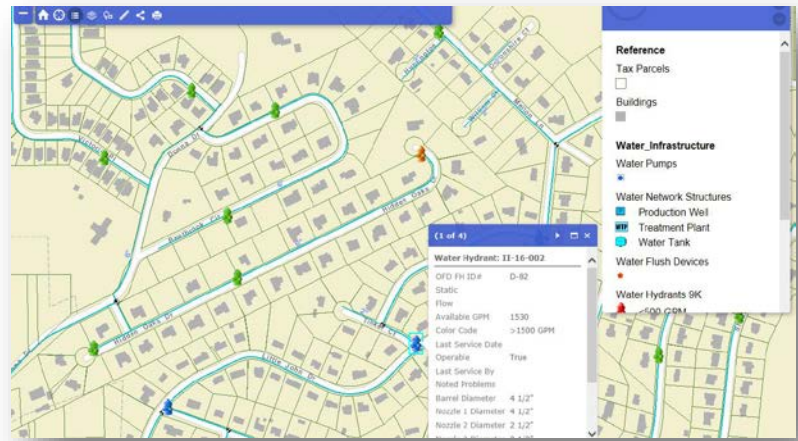 Reference
Tax Parcels
Buildings
Water_Infrastructure
Water Pumps
Water Network Structures
Production Well
WTP Treatment Plant
Water Tank
Water Flush Devices
Water Hydrants 9K
<500 GPM
(1 of 4)
Water Hydrant: II-16-002
OFD FH ID# D-82
Static
Flow
Available GPM 1530
Color Code >1500 GPM
Last Service Date
Operable True
Last Service By
Noted Problems
Barrel Diameter 4 1/2"
Nozzle 1 Diameter 4 1/2"
Nozzle 2 Diameter 2 1/2"
Donna Dr
Hidden Oaks
Hidden Oaks Dr
Little John Dr